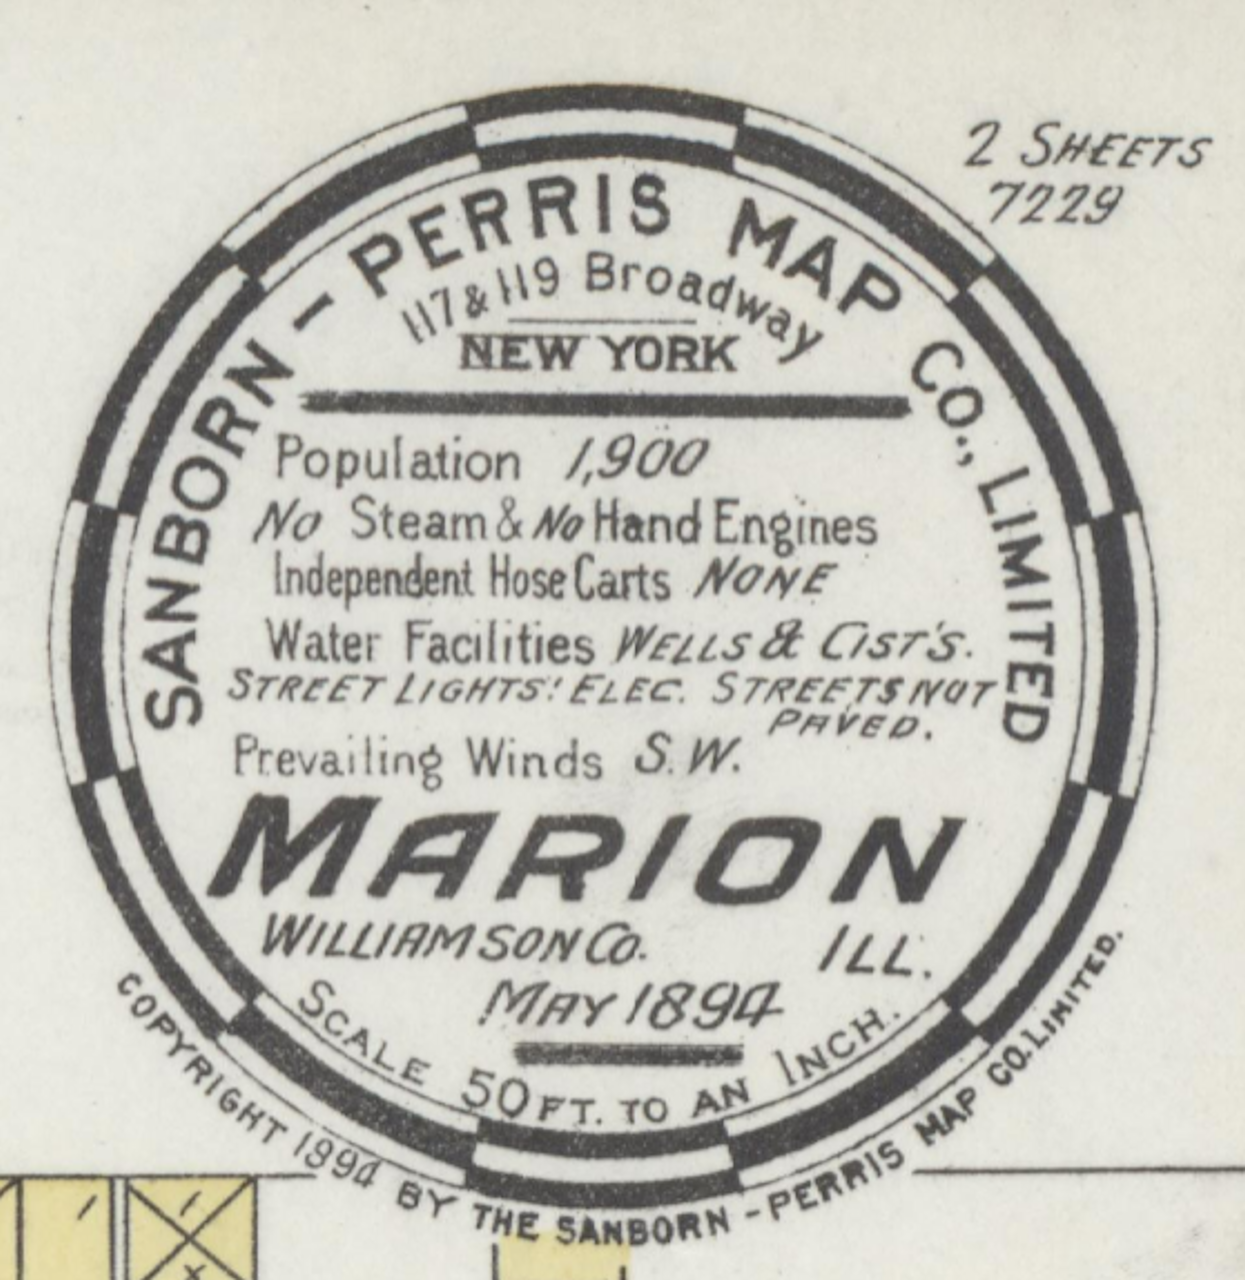 2 SHEETS
7229
SANBORN - PERRIS MAP CO., LIMITED
117 & 119 Broadway
NEW YORK
Population 1,900
No Steam & No Hand Engines
Independent Hose Carts NONE
Water Facilities WELLS & CIST'S.
STREET LIGHTS: ELEC. STREETS NOT
PAVED.
Prevailing Winds S.W.
MARION
WILLIAMSON CO. ILL.
MAY 1894
SCALE 50 FT. TO AN INCH.
COPYRIGHT 1894 BY THE SANBORN - PERRIS MAP CO. LIMITED.